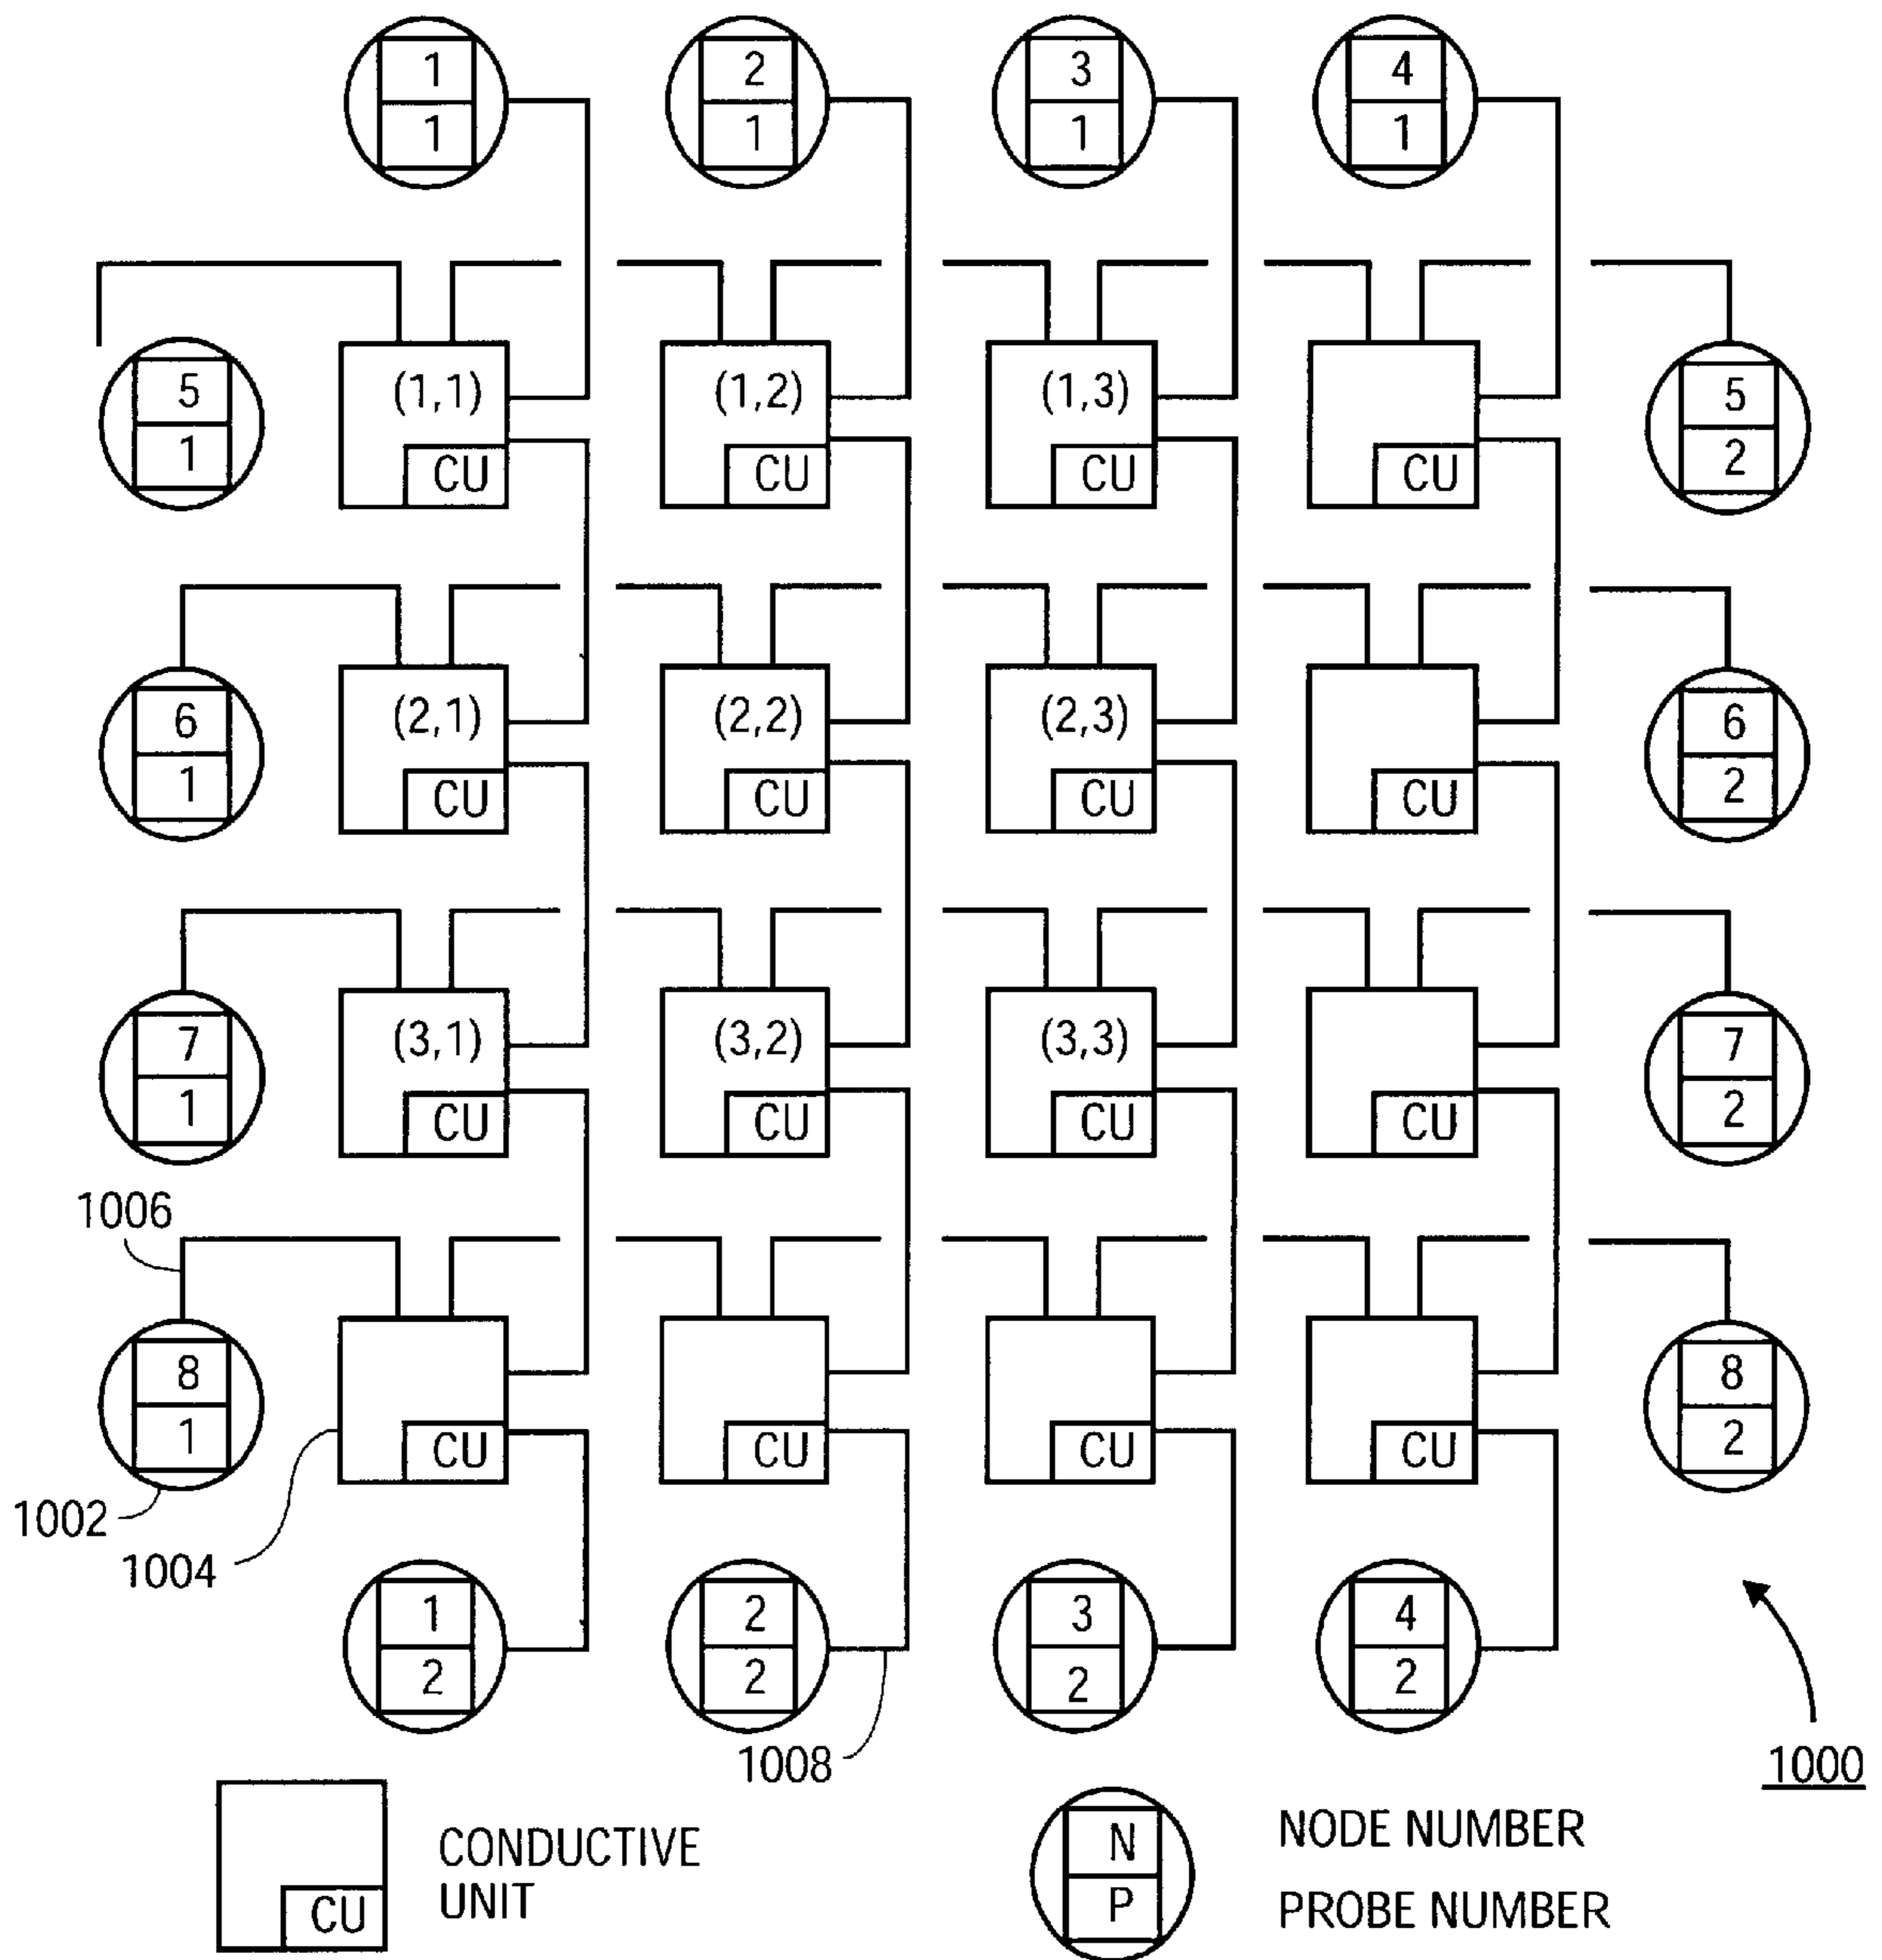 1 2 3 4
1 1 1 1
5 (1,1) (1,2) (1,3) 5
1 CU CU CU CU 2
6 (2,1) (2,2) (2,3) 6
1 CU CU CU CU 2
7 (3,1) (3,2) (3,3) 7
1 CU CU CU CU 2
1006
8 8
1 CU CU CU CU 2
1002
1004
1 2 3 4
2 2 2 2
1008
1000
CONDUCTIVE
UNIT
CU
N NODE NUMBER
P PROBE NUMBER